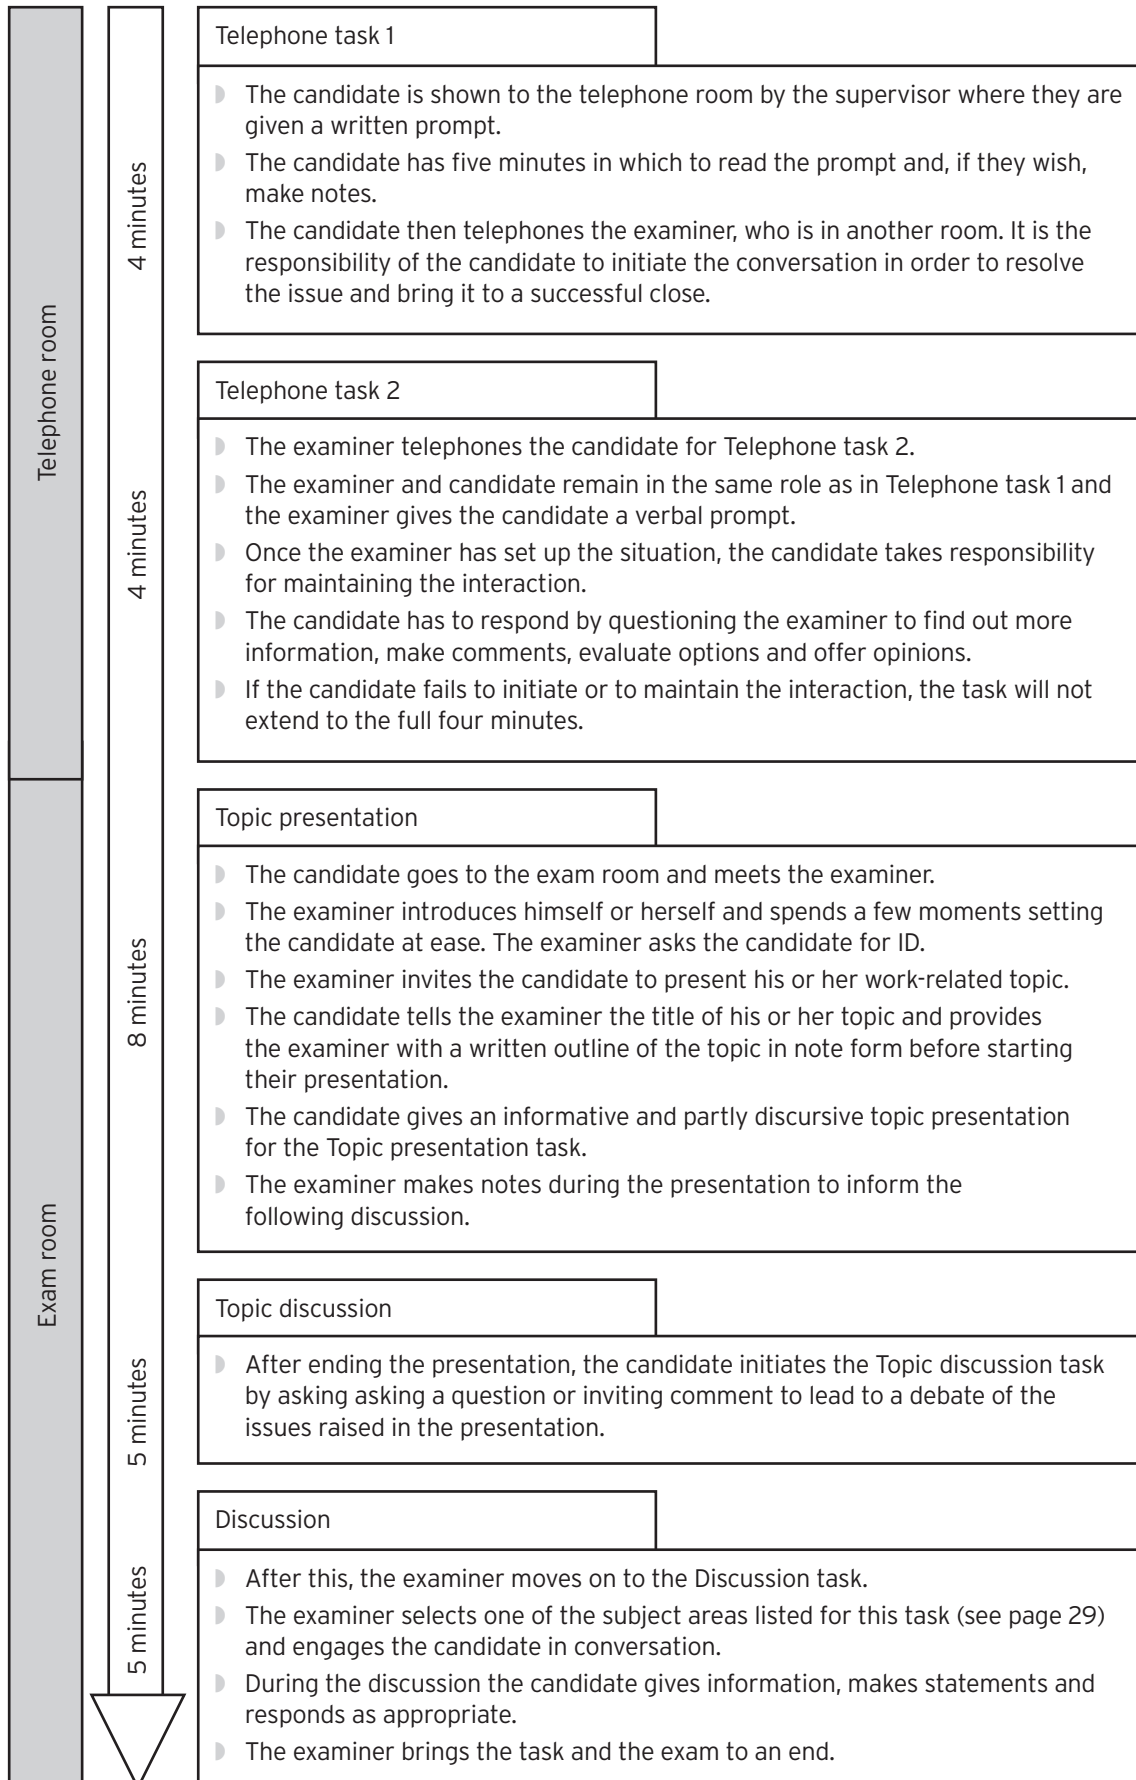 Telephone room
4 minutes
Telephone task 1
The candidate is shown to the telephone room by the supervisor where they are
given a written prompt.
The candidate has five minutes in which to read the prompt and, if they wish,
make notes.
The candidate then telephones the examiner, who is in another room. It is the
responsibility of the candidate to initiate the conversation in order to resolve
the issue and bring it to a successful close.
4 minutes
Telephone task 2
The examiner telephones the candidate for Telephone task 2.
The examiner and candidate remain in the same role as in Telephone task 1 and
the examiner gives the candidate a verbal prompt.
Once the examiner has set up the situation, the candidate takes responsibility
for maintaining the interaction.
The candidate has to respond by questioning the examiner to find out more
information, make comments, evaluate options and offer opinions.
If the candidate fails to initiate or to maintain the interaction, the task will not
extend to the full four minutes.
Exam room
8 minutes
Topic presentation
The candidate goes to the exam room and meets the examiner.
The examiner introduces himself or herself and spends a few moments setting
the candidate at ease. The examiner asks the candidate for ID.
The examiner invites the candidate to present his or her work-related topic.
The candidate tells the examiner the title of his or her topic and provides
the examiner with a written outline of the topic in note form before starting
their presentation.
The candidate gives an informative and partly discursive topic presentation
for the Topic presentation task.
The examiner makes notes during the presentation to inform the
following discussion.
5 minutes
Topic discussion
After ending the presentation, the candidate initiates the Topic discussion task
by asking asking a question or inviting comment to lead to a debate of the
issues raised in the presentation.
5 minutes
Discussion
After this, the examiner moves on to the Discussion task.
The examiner selects one of the subject areas listed for this task (see page 29)
and engages the candidate in conversation.
During the discussion the candidate gives information, makes statements and
responds as appropriate.
The examiner brings the task and the exam to an end.